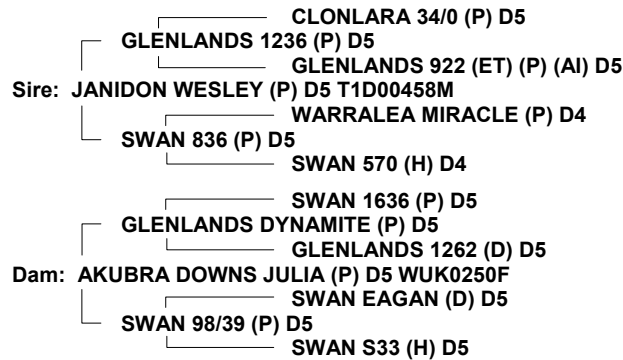 CLONLARA 34/0 (P) D5
GLENLANDS 1236 (P) D5
GLENLANDS 922 (ET) (P) (AI) D5
Sire: JANIDON WESLEY (P) D5 T1D00458M
WARRALEA MIRACLE (P) D4
SWAN 836 (P) D5
SWAN 570 (H) D4
SWAN 1636 (P) D5
GLENLANDS DYNAMITE (P) D5
GLENLANDS 1262 (D) D5
Dam: AKUBRA DOWNS JULIA (P) D5 WUK0250F
SWAN EAGAN (D) D5
SWAN 98/39 (P) D5
SWAN S33 (H) D5